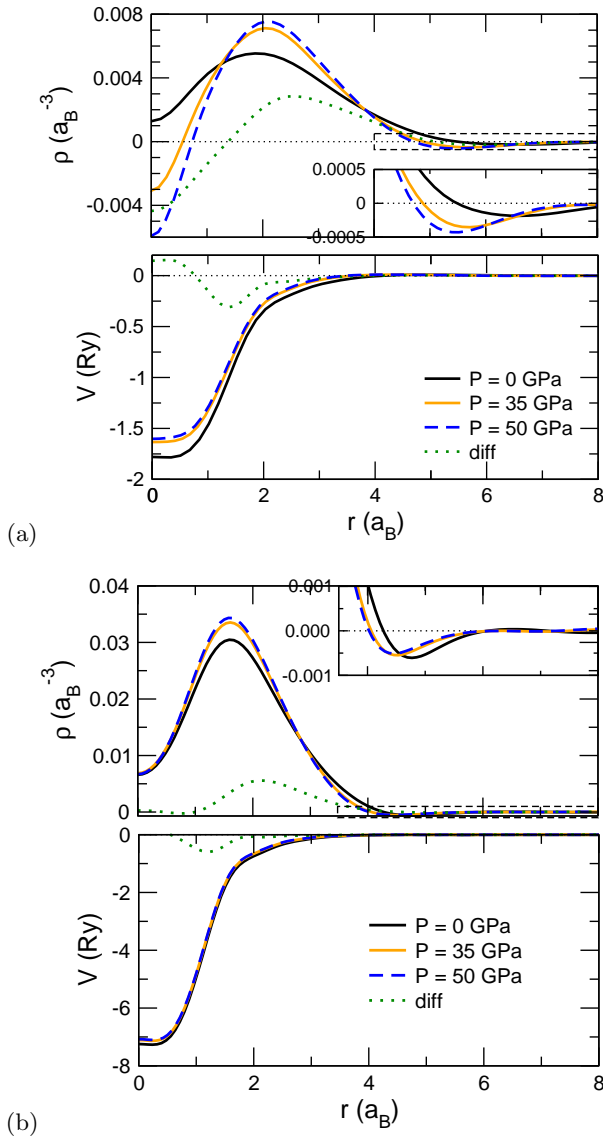 0.008
0.004
0
-0.004
ρ (a_B^-3)
0.0005
0
-0.0005
0
-0.5
-1
-1.5
-2
V (Ry)
P = 0 GPa
P = 35 GPa
P = 50 GPa
diff
0 2 4 6 8
0
r (a_B)
(a)
0.04
0.03
0.02
0.01
0
ρ (a_B^-3)
0.001
0.000
-0.001
0
-2
-4
-6
-8
V (Ry)
P = 0 GPa
P = 35 GPa
P = 50 GPa
diff
0 2 4 6 8
r (a_B)
(b)